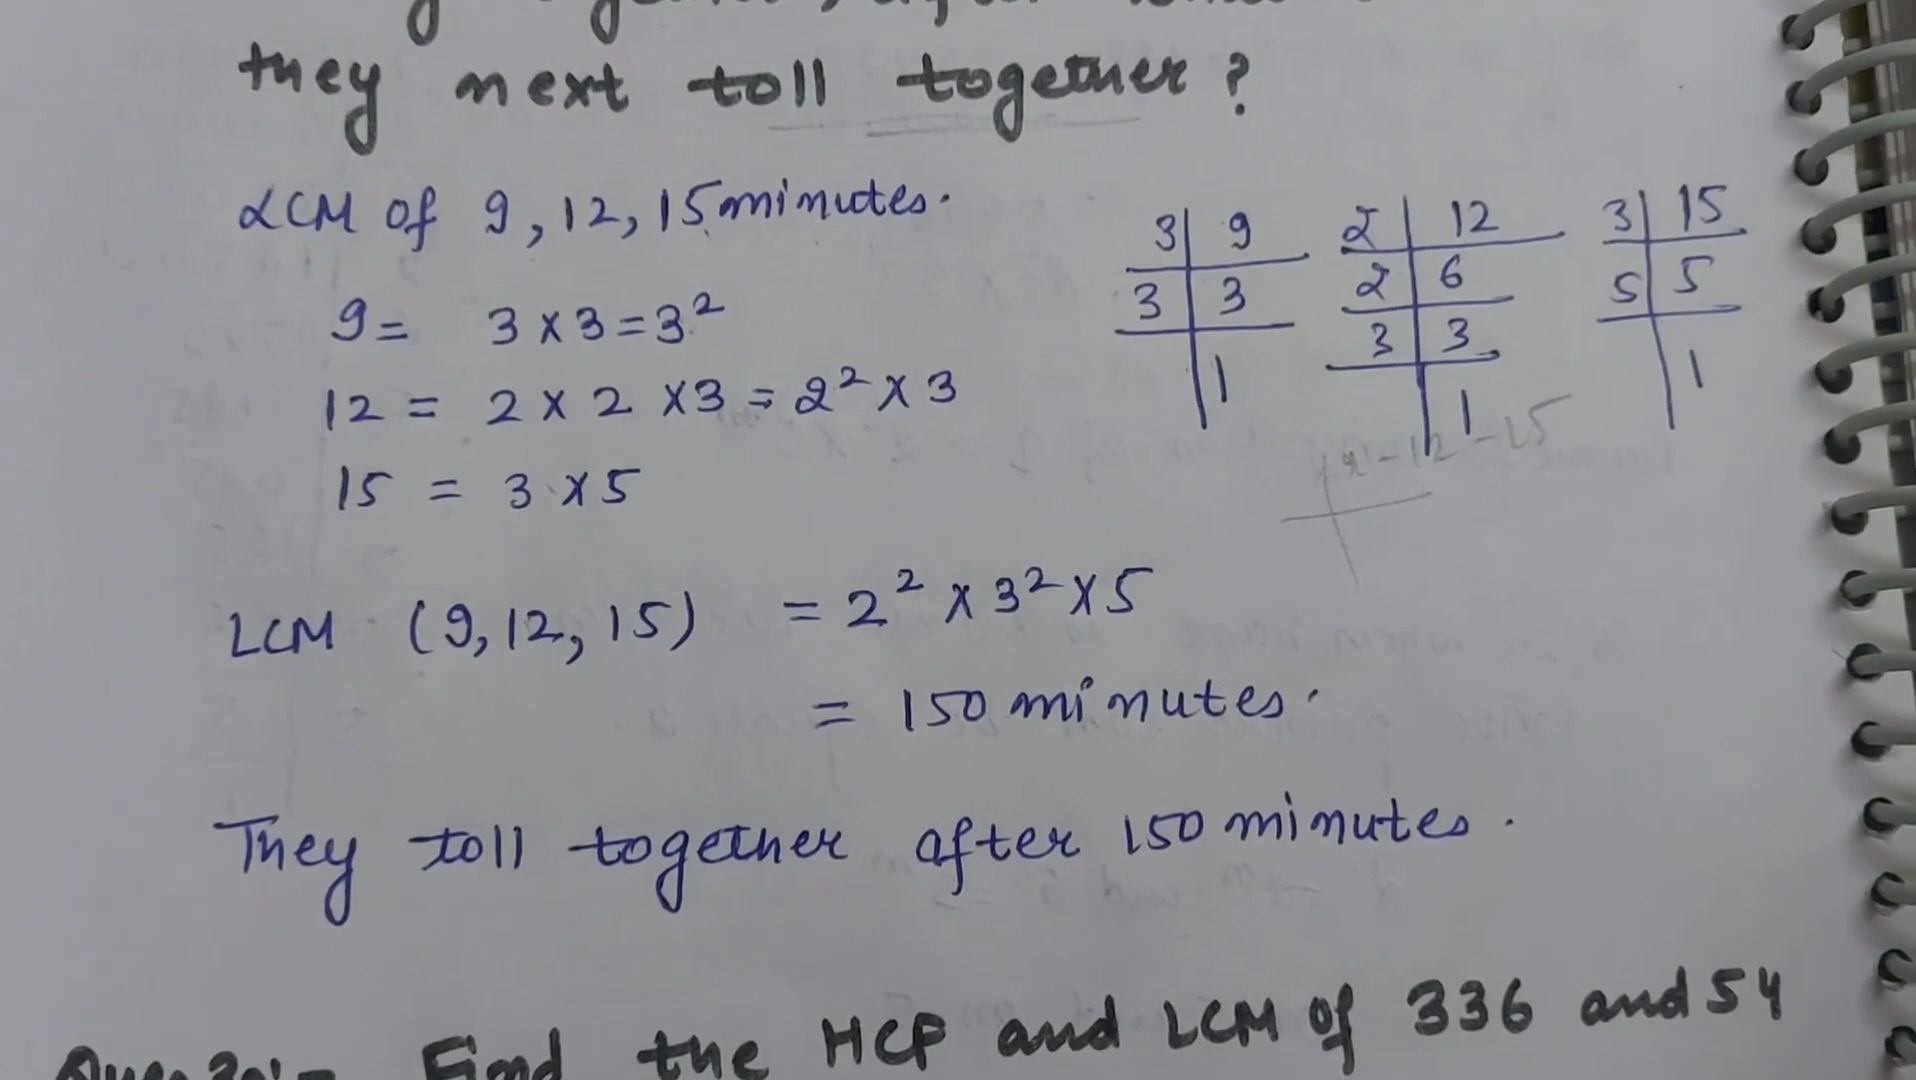 they next toll together?
LCM of 9, 12, 15 minutes.
9 = 3 × 3 = 3²
12 = 2 × 2 × 3 = 2² × 3
15 = 3 × 5
3 | 9
3 | 3
1
2 | 12
2 | 6
3 | 3
1
3 | 15
5 | 5
1
LCM (9, 12, 15) = 2² × 3² × 5
= 150 minutes.
They toll together after 150 minutes.
Find the HCF and LCM of 336 and 54